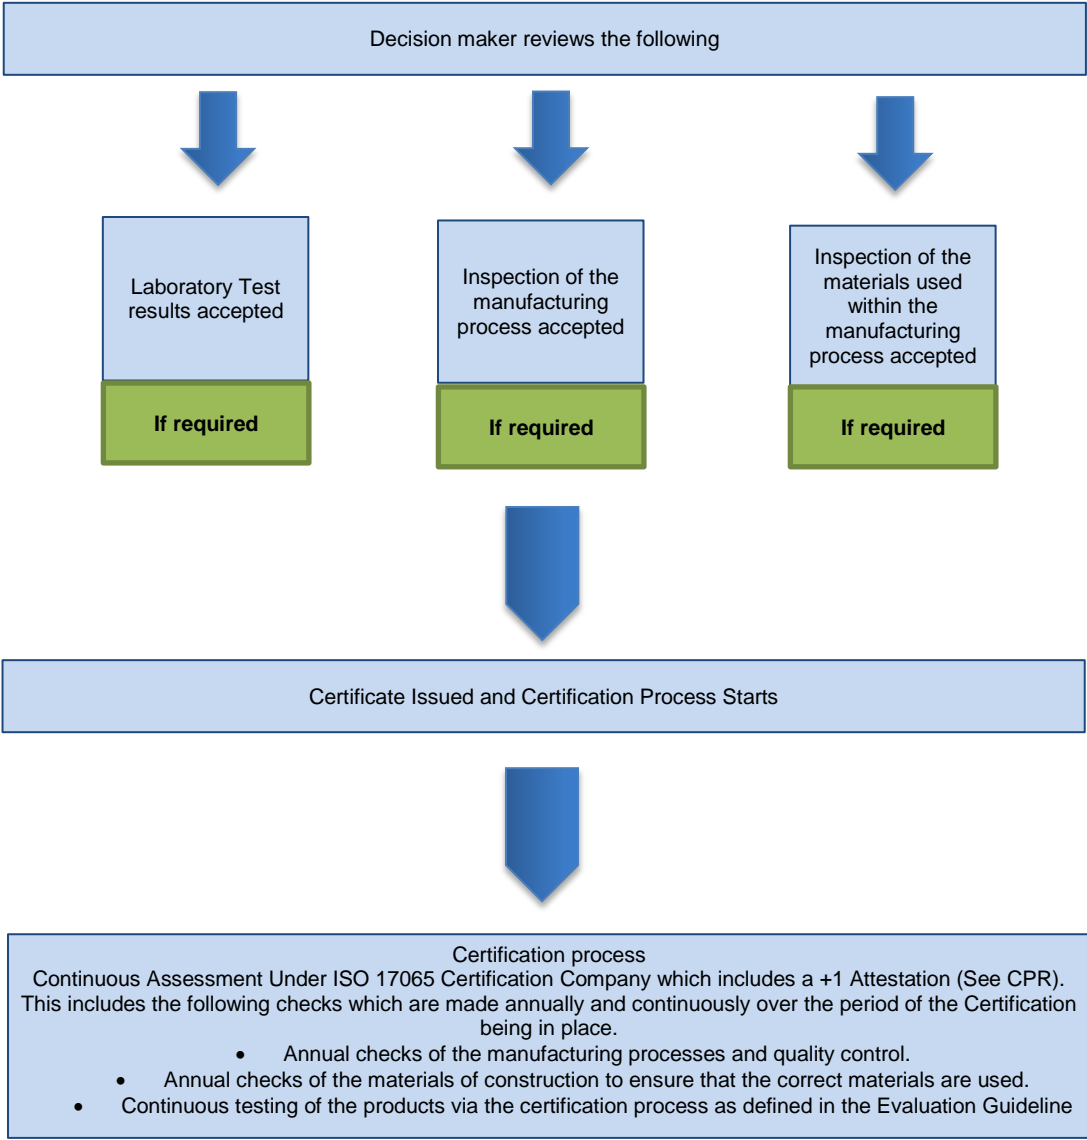 Decision maker reviews the following
Laboratory Test
results accepted
If required
Inspection of the
manufacturing
process accepted
If required
Inspection of the
materials used
within the
manufacturing
process accepted
If required
Certificate Issued and Certification Process Starts
Certification process
Continuous Assessment Under ISO 17065 Certification Company which includes a +1 Attestation (See CPR).
This includes the following checks which are made annually and continuously over the period of the Certification
being in place.
• Annual checks of the manufacturing processes and quality control.
• Annual checks of the materials of construction to ensure that the correct materials are used.
• Continuous testing of the products via the certification process as defined in the Evaluation Guideline